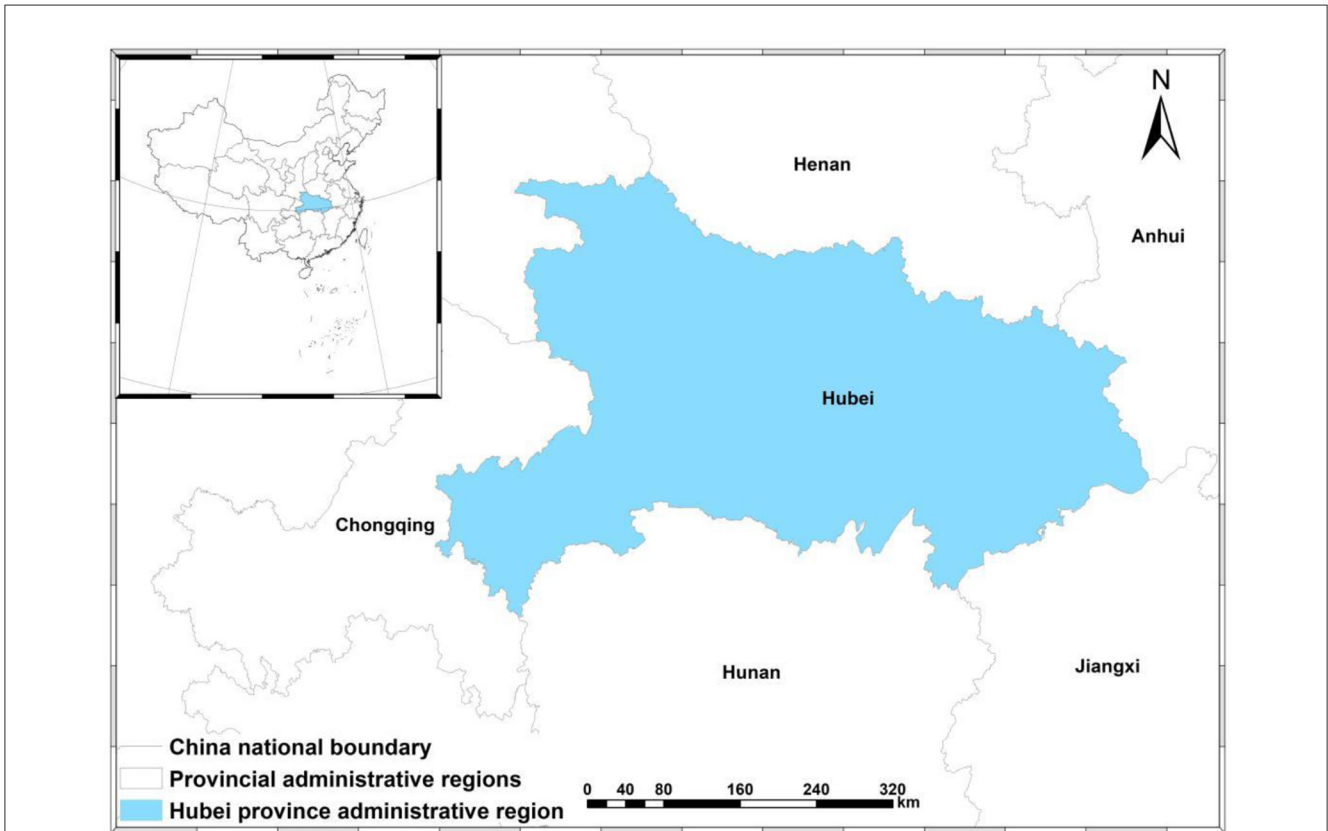 N
Henan
Anhui
Hubei
Chongqing
Hunan
Jiangxi
China national boundary
Provincial administrative regions
Hubei province administrative region
0 40 80 160 240 320
km